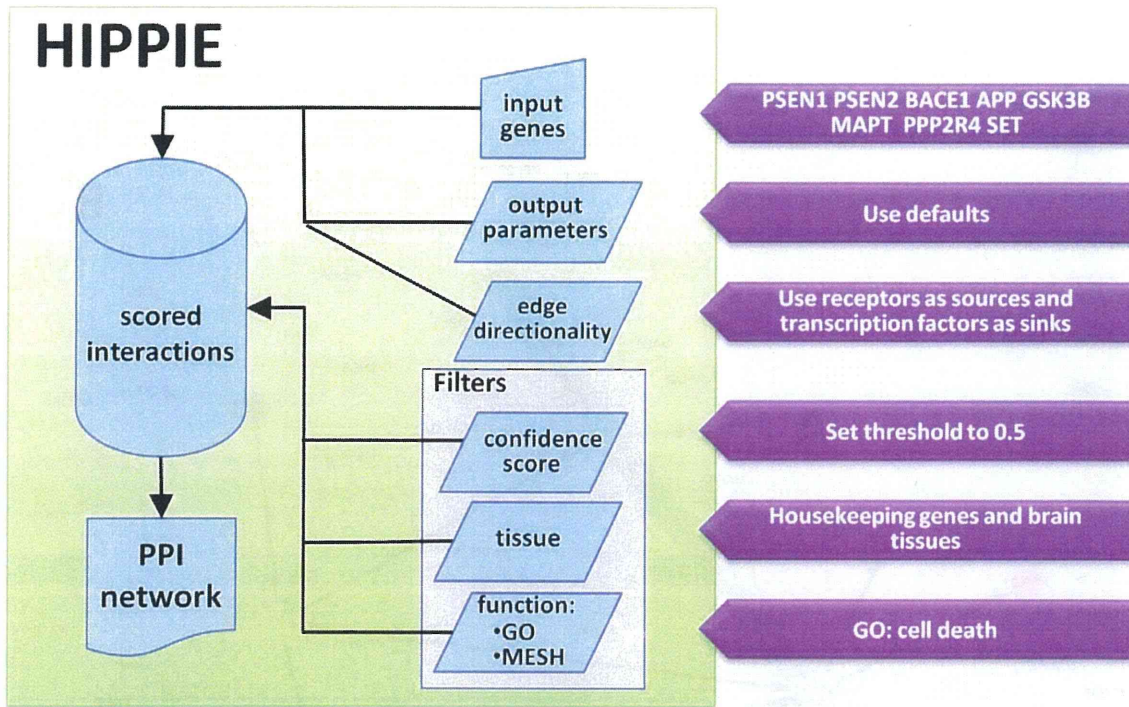 HIPPIE
input
genes
PSEN1 PSEN2 BACE1 APP GSK3B
MAPT PPP2R4 SET
output
parameters
Use defaults
edge
directionality
Use receptors as sources and
transcription factors as sinks
scored
interactions
Filters
confidence
score
Set threshold to 0.5
tissue
Housekeeping genes and brain
tissues
PPI
network
function:
•GO
•MESH
GO: cell death